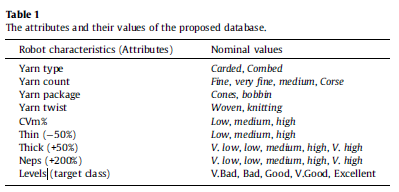 Table 1
The attributes and their values of the proposed database.
Robot characteristics (Attributes) Nominal values
Yarn type Carded, Combed
Yarn count Fine, very fine, medium, Corse
Yarn package Cones, bobbin
Yarn twist Woven, knitting
CVm% Low, medium, high
Thin (−50%) Low, medium, high
Thick (+50%) V. low, low, medium, high, V. high
Neps (+200%) V. low, low, medium, high, V. high
Levels (target class) V.Bad, Bad, Good, V.Good, Excellent